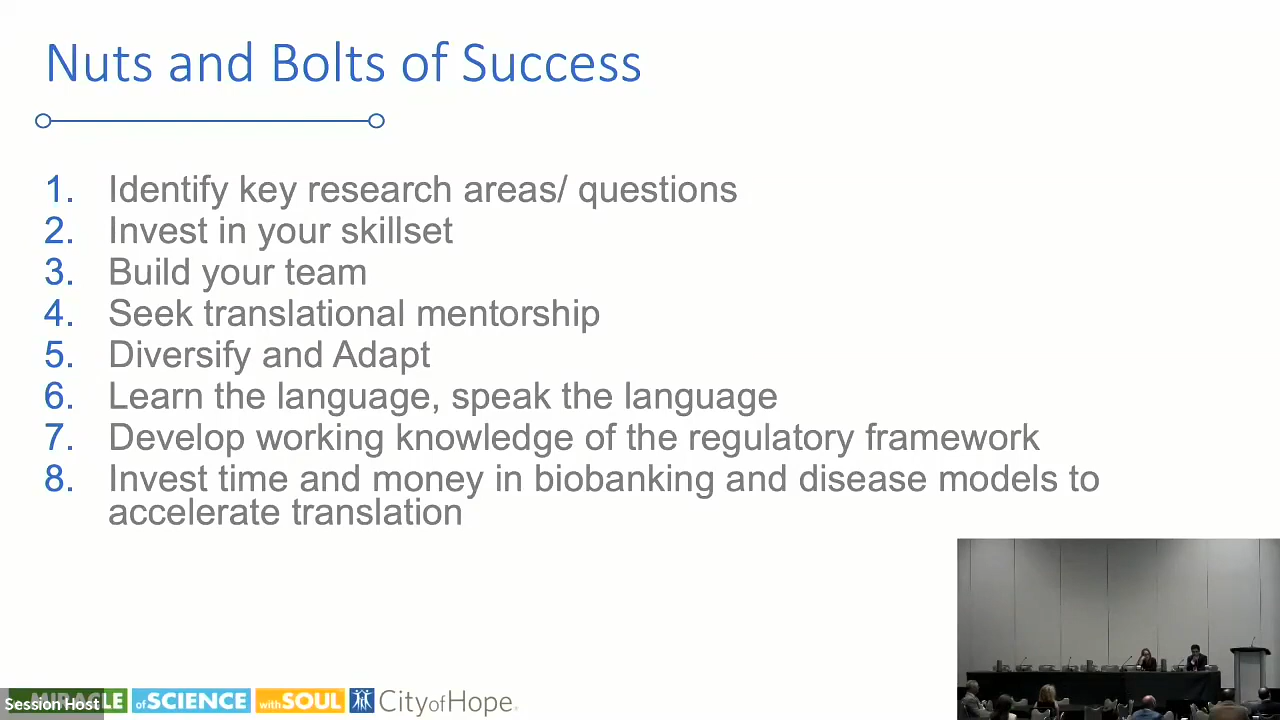 Nuts and Bolts of Success
1. Identify key research areas/ questions
2. Invest in your skillset
3. Build your team
4. Seek translational mentorship
5. Diversify and Adapt
6. Learn the language, speak the language
7. Develop working knowledge of the regulatory framework
8. Invest time and money in biobanking and disease models to
accelerate translation
MIRACLE of SCIENCE with SOUL CityofHope®
Session Host